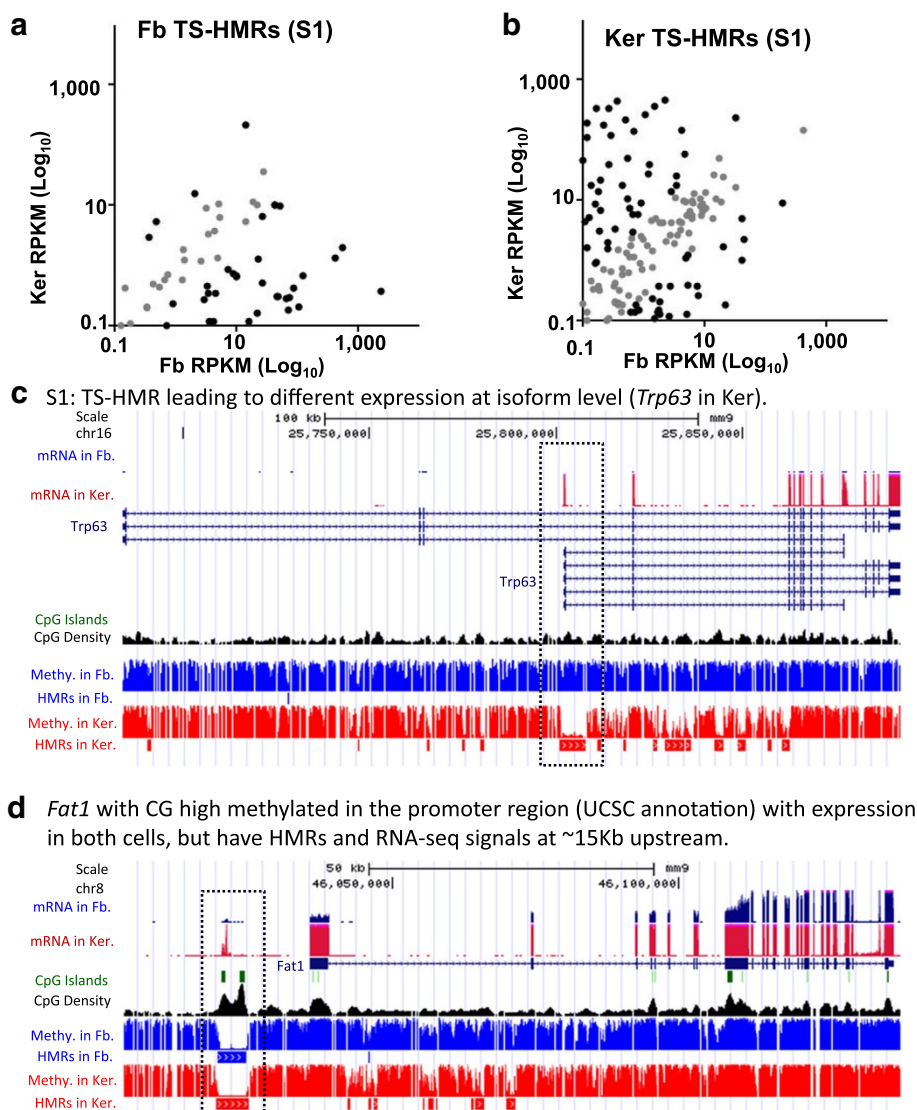 a
Fb TS-HMRs (S1)
1,000
10
0.1
Ker RPKM (Log10)
0.1
10
1,000
Fb RPKM (Log10)
b
Ker TS-HMRs (S1)
1,000
10
0.1
Ker RPKM (Log10)
0.1
10
1,000
Fb RPKM (Log10)
c S1: TS-HMR leading to different expression at isoform level (Trp63 in Ker).
Scale 100 kb mm9
chr16 25,750,000 25,800,000 25,850,000
mRNA in Fb.
mRNA in Ker.
Trp63
Trp63
CpG Islands
CpG Density
Methy. in Fb.
HMRs in Fb.
Methy. in Ker.
HMRs in Ker.
d Fat1 with CG high methylated in the promoter region (UCSC annotation) with expression
in both cells, but have HMRs and RNA-seq signals at ~15Kb upstream.
Scale 50 kb mm9
chr8 46,050,000 46,100,000
mRNA in Fb.
mRNA in Ker.
Fat1
CpG Islands
CpG Density
Methy. in Fb.
HMRs in Fb.
Methy. in Ker.
HMRs in Ker.